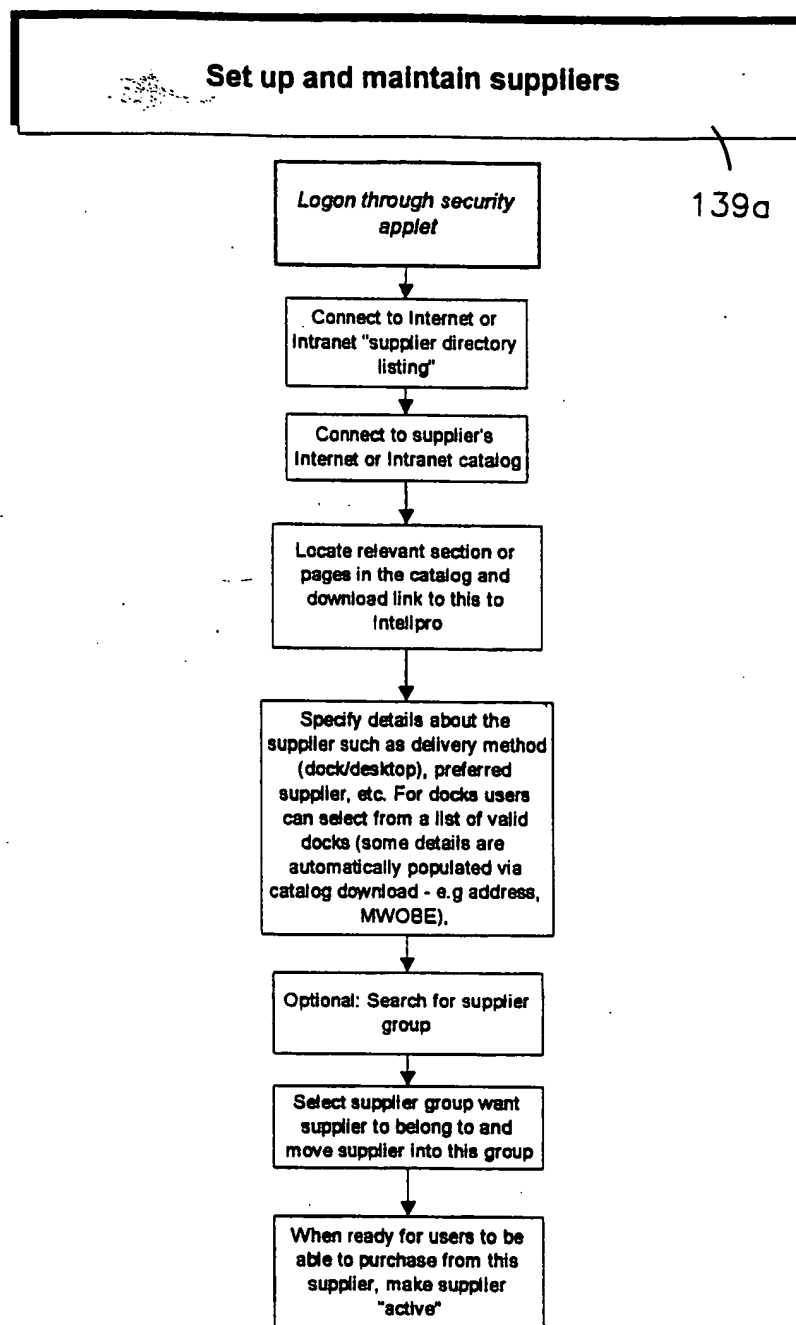 Set up and maintain suppliers
139a
Logon through security
applet
Connect to Internet or
Intranet "supplier directory
listing"
Connect to supplier's
Internet or Intranet catalog
Locate relevant section or
pages in the catalog and
download link to this to
Intellpro
Specify details about the
supplier such as delivery method
(dock/desktop), preferred
supplier, etc. For docks users
can select from a list of valid
docks (some details are
automatically populated via
catalog download - e.g address,
MWOBE).
Optional: Search for supplier
group
Select supplier group want
supplier to belong to and
move supplier into this group
When ready for users to be
able to purchase from this
supplier, make supplier
"active"